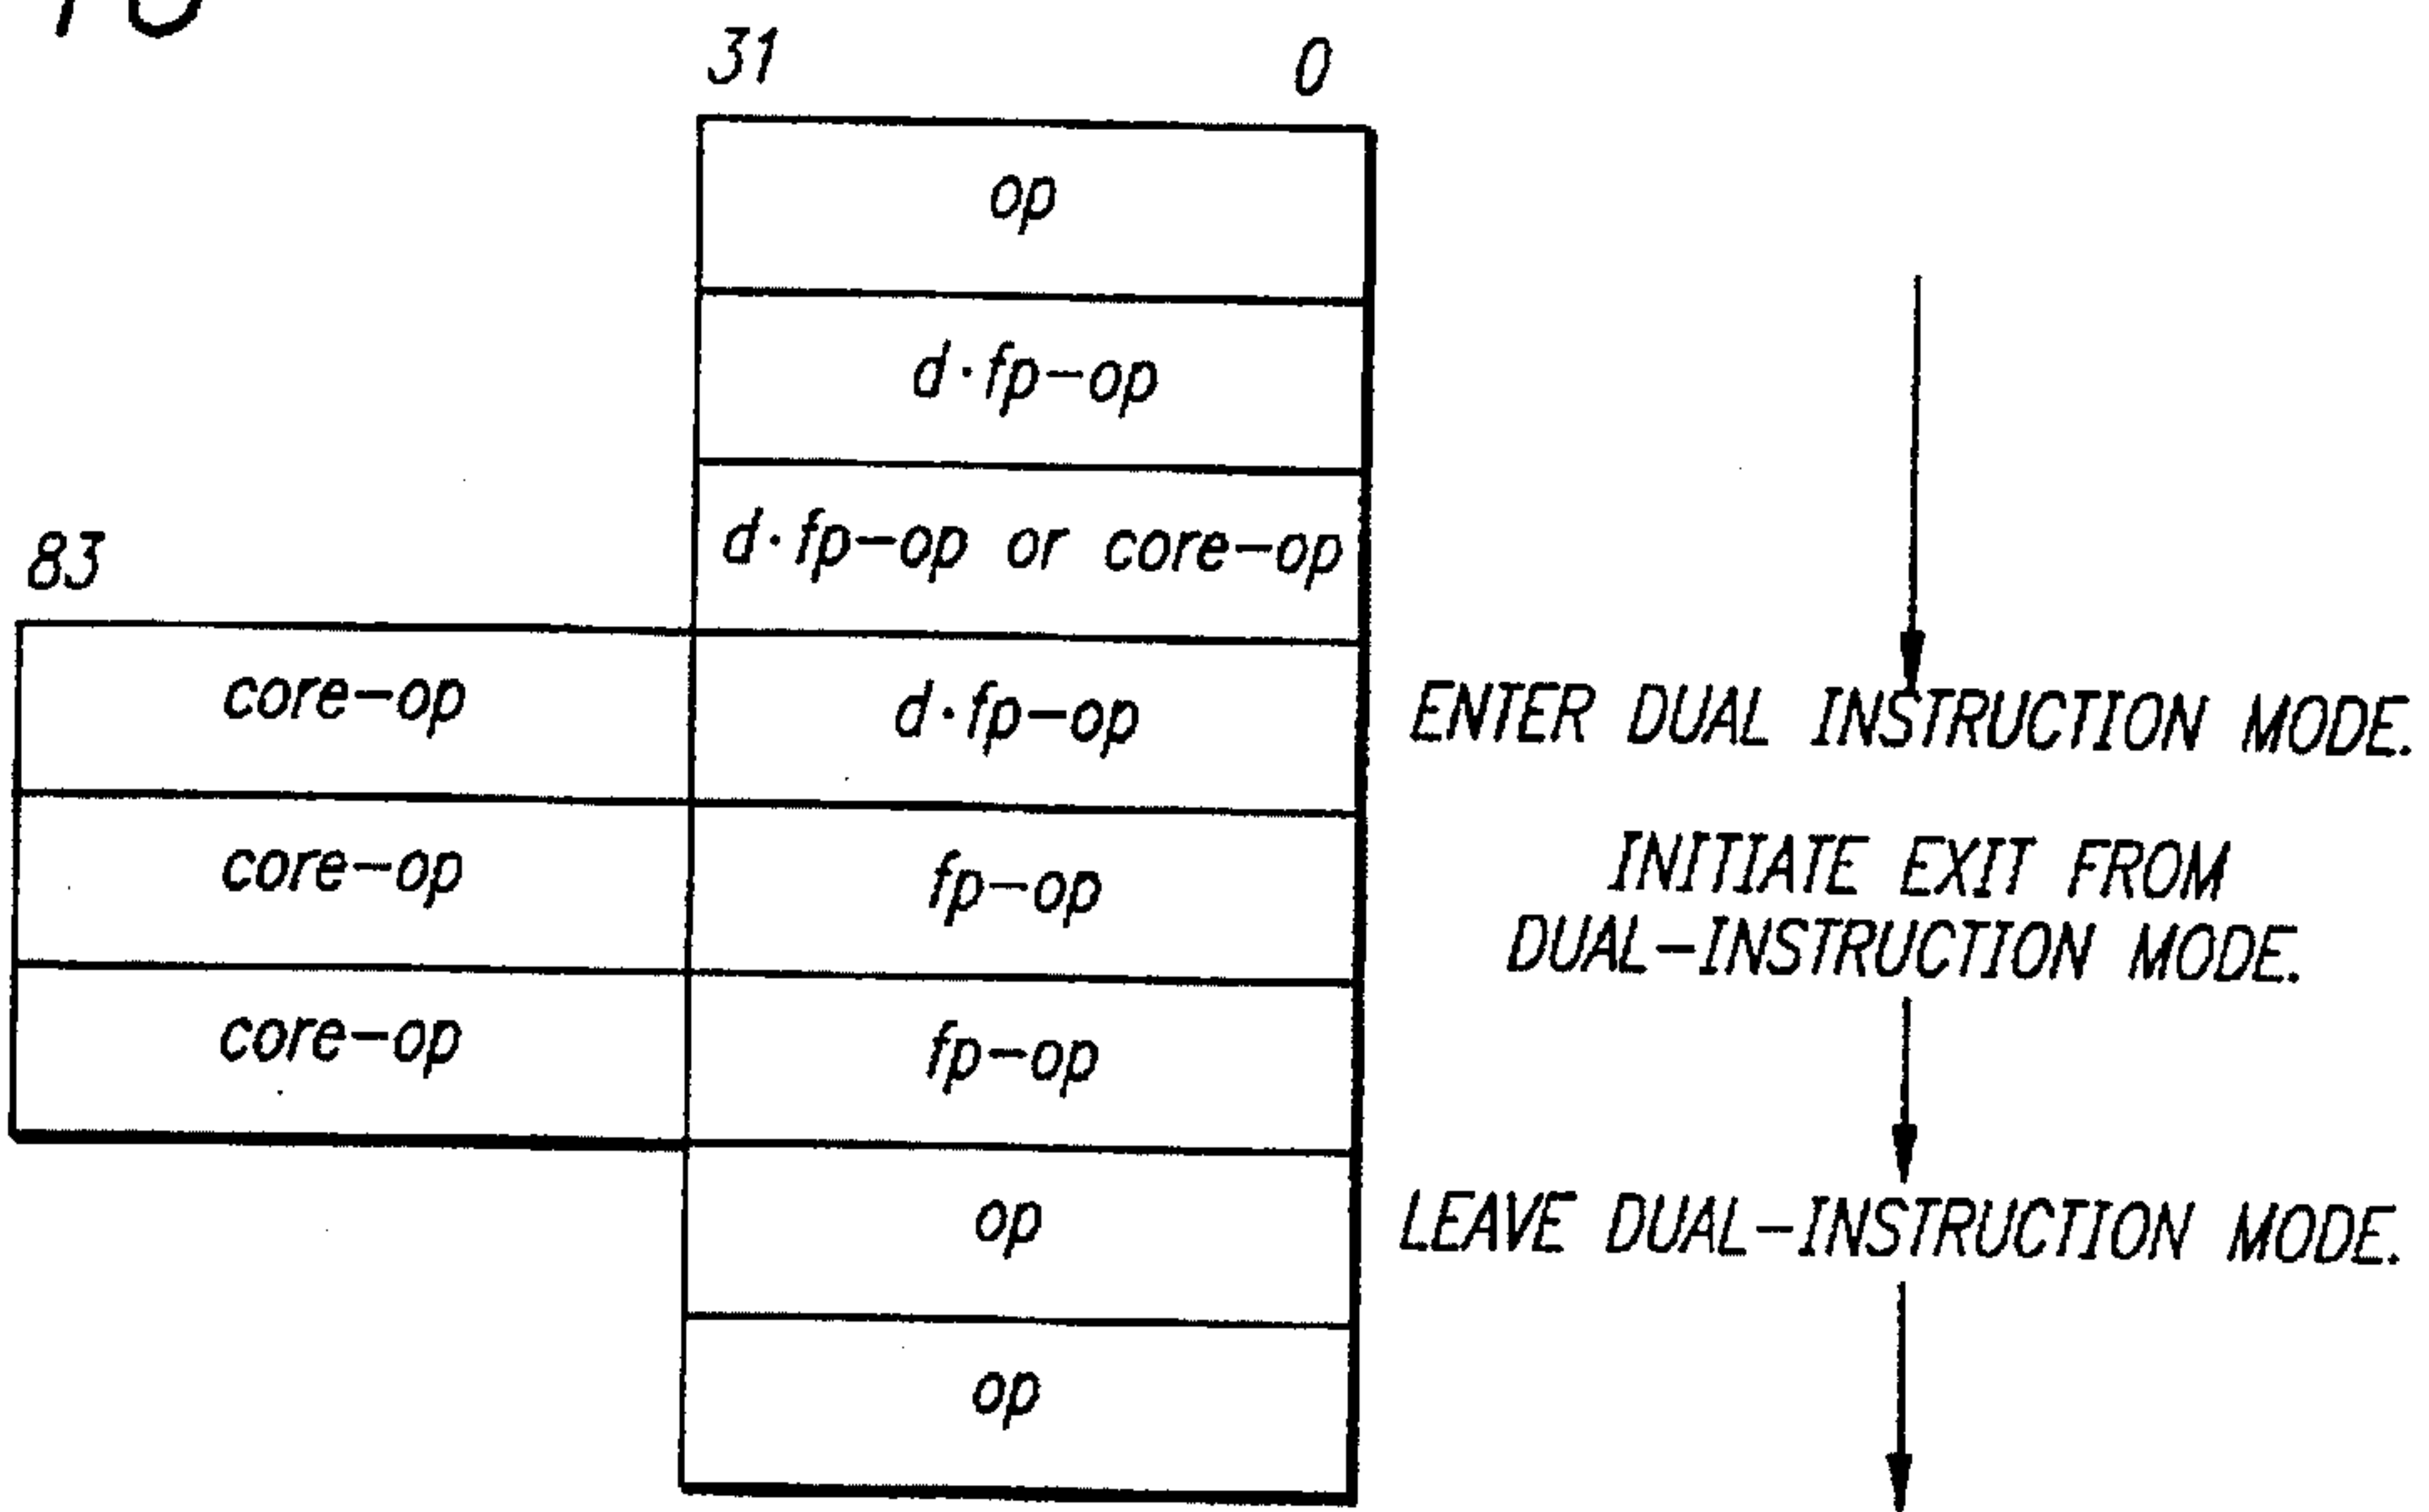 31 0
op
d·fp-op
d·fp-op or core-op
83
core-op d·fp-op ENTER DUAL INSTRUCTION MODE.
core-op fp-op INITIATE EXIT FROM
DUAL-INSTRUCTION MODE.
core-op fp-op
op LEAVE DUAL-INSTRUCTION MODE.
op